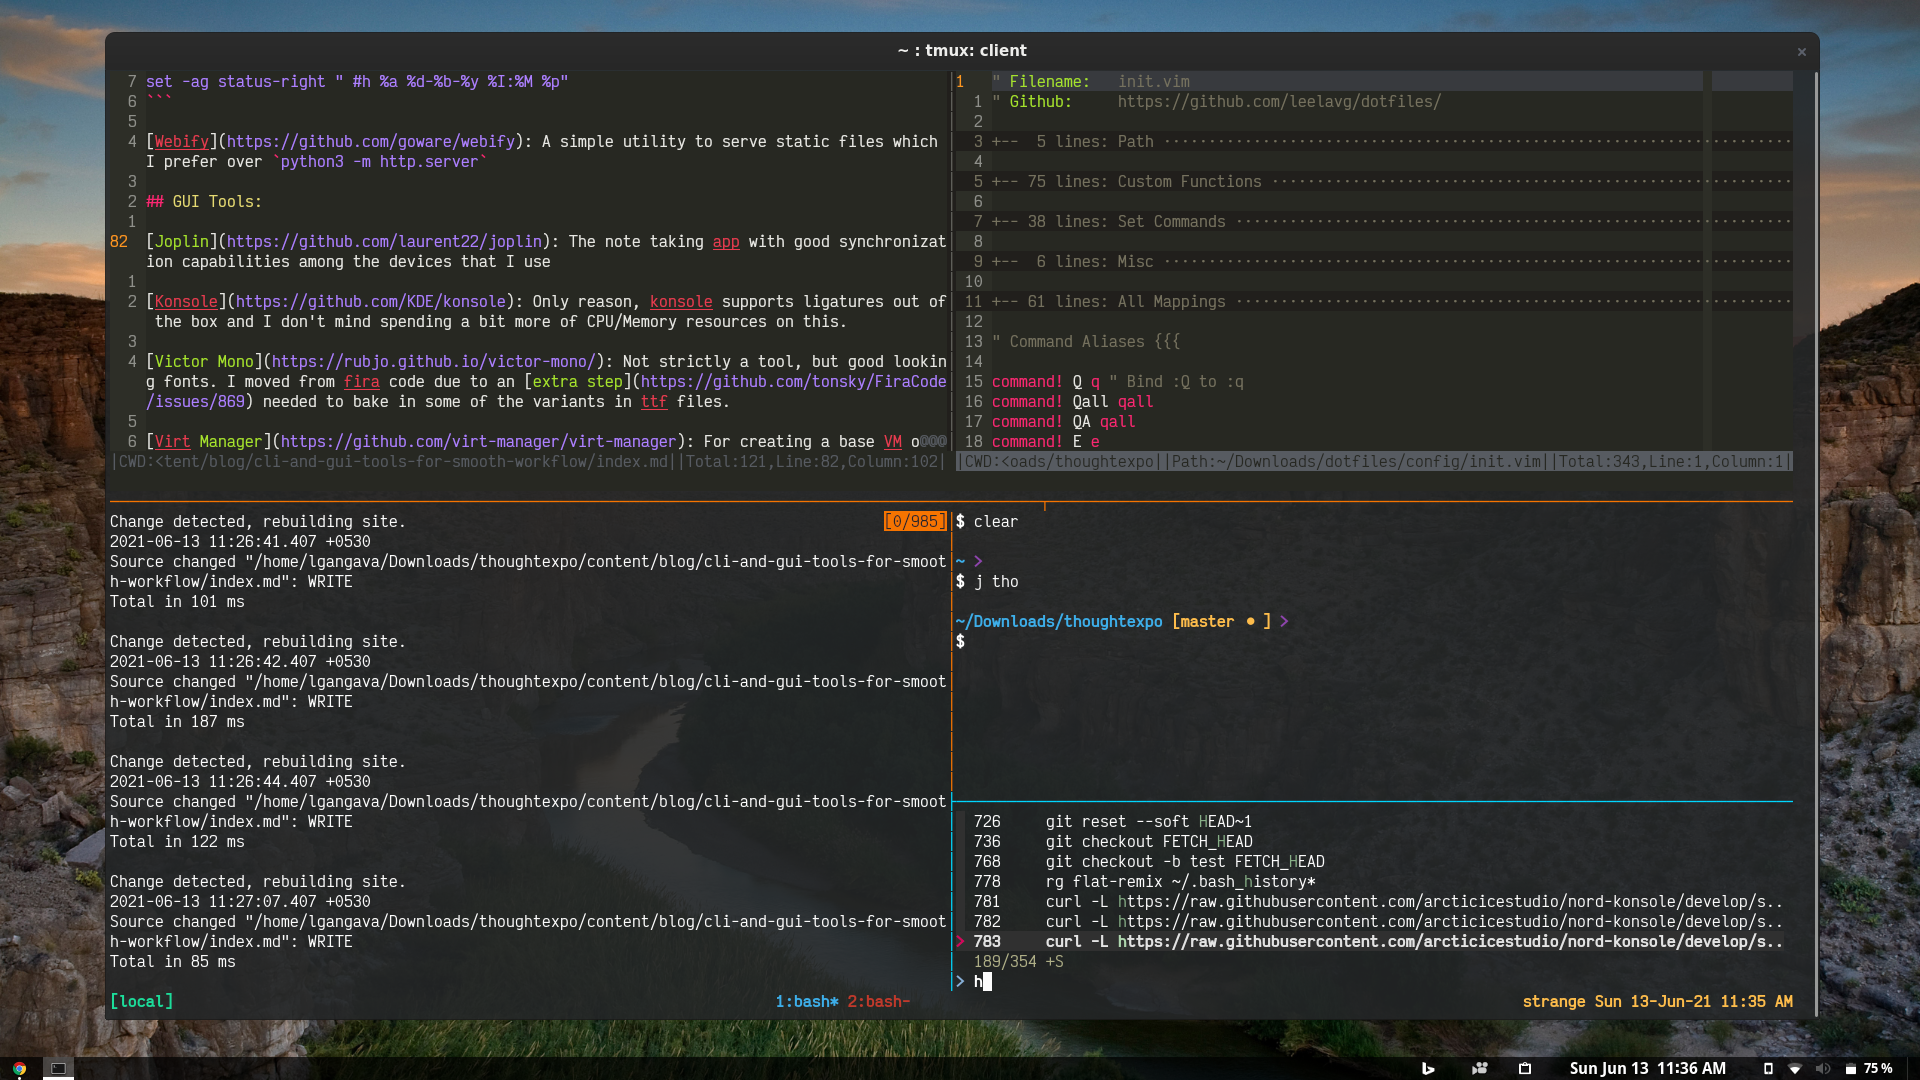 ~ : tmux: client
7 set -ag status-right " #h %a %d-%b-%y %I:%M %p"
6 ```
5
4 [Webify](https://github.com/goware/webify): A simple utility to serve static files which
I prefer over `python3 -m http.server`
3
2 ## GUI Tools:
1
82 [Joplin](https://github.com/laurent22/joplin): The note taking app with good synchronizat
ion capabilities among the devices that I use
1
2 [Konsole](https://github.com/KDE/konsole): Only reason, konsole supports ligatures out of
the box and I don't mind spending a bit more of CPU/Memory resources on this.
3
4 [Victor Mono](https://rubjo.github.io/victor-mono/): Not strictly a tool, but good lookin
g fonts. I moved from fira code due to an [extra step](https://github.com/tonsky/FiraCode
/issues/869) needed to bake in some of the variants in ttf files.
5
6 [Virt Manager](https://github.com/virt-manager/virt-manager): For creating a base VM o@@@
|CWD:<tent/blog/cli-and-gui-tools-for-smooth-workflow/index.md||Total:121,Line:82,Column:102|
1 " Filename: init.vim
1 " Github: https://github.com/leelavg/dotfiles/
2
3 +-- 5 lines: Path ······································································
4
5 +-- 75 lines: Custom Functions ··························································
6
7 +-- 38 lines: Set Commands ······························································
8
9 +-- 6 lines: Misc ······································································
10
11 +-- 61 lines: All Mappings ······························································
12
13 " Command Aliases {{{
14
15 command! Q q " Bind :Q to :q
16 command! Qall qall
17 command! QA qall
18 command! E e
|CWD:<oads/thoughtexpo||Path:~/Downloads/dotfiles/config/init.vim||Total:343,Line:1,Column:1|
Change detected, rebuilding site. [0/985]
2021-06-13 11:26:41.407 +0530
Source changed "/home/lgangava/Downloads/thoughtexpo/content/blog/cli-and-gui-tools-for-smoot
h-workflow/index.md": WRITE
Total in 101 ms
Change detected, rebuilding site.
2021-06-13 11:26:42.407 +0530
Source changed "/home/lgangava/Downloads/thoughtexpo/content/blog/cli-and-gui-tools-for-smoot
h-workflow/index.md": WRITE
Total in 187 ms
Change detected, rebuilding site.
2021-06-13 11:26:44.407 +0530
Source changed "/home/lgangava/Downloads/thoughtexpo/content/blog/cli-and-gui-tools-for-smoot
h-workflow/index.md": WRITE
Total in 122 ms
Change detected, rebuilding site.
2021-06-13 11:27:07.407 +0530
Source changed "/home/lgangava/Downloads/thoughtexpo/content/blog/cli-and-gui-tools-for-smoot
h-workflow/index.md": WRITE
Total in 85 ms
$ clear
~ >
$ j tho
~/Downloads/thoughtexpo [master • ] >
$
726 git reset --soft HEAD~1
736 git checkout FETCH_HEAD
768 git checkout -b test FETCH_HEAD
778 rg flat-remix ~/.bash_history*
781 curl -L https://raw.githubusercontent.com/arcticicestudio/nord-konsole/develop/s..
782 curl -L https://raw.githubusercontent.com/arcticicestudio/nord-konsole/develop/s..
> 783 curl -L https://raw.githubusercontent.com/arcticicestudio/nord-konsole/develop/s..
189/354 +S
> h
[local] 1:bash* 2:bash- strange Sun 13-Jun-21 11:35 AM
Sun Jun 13 11:36 AM 75 %